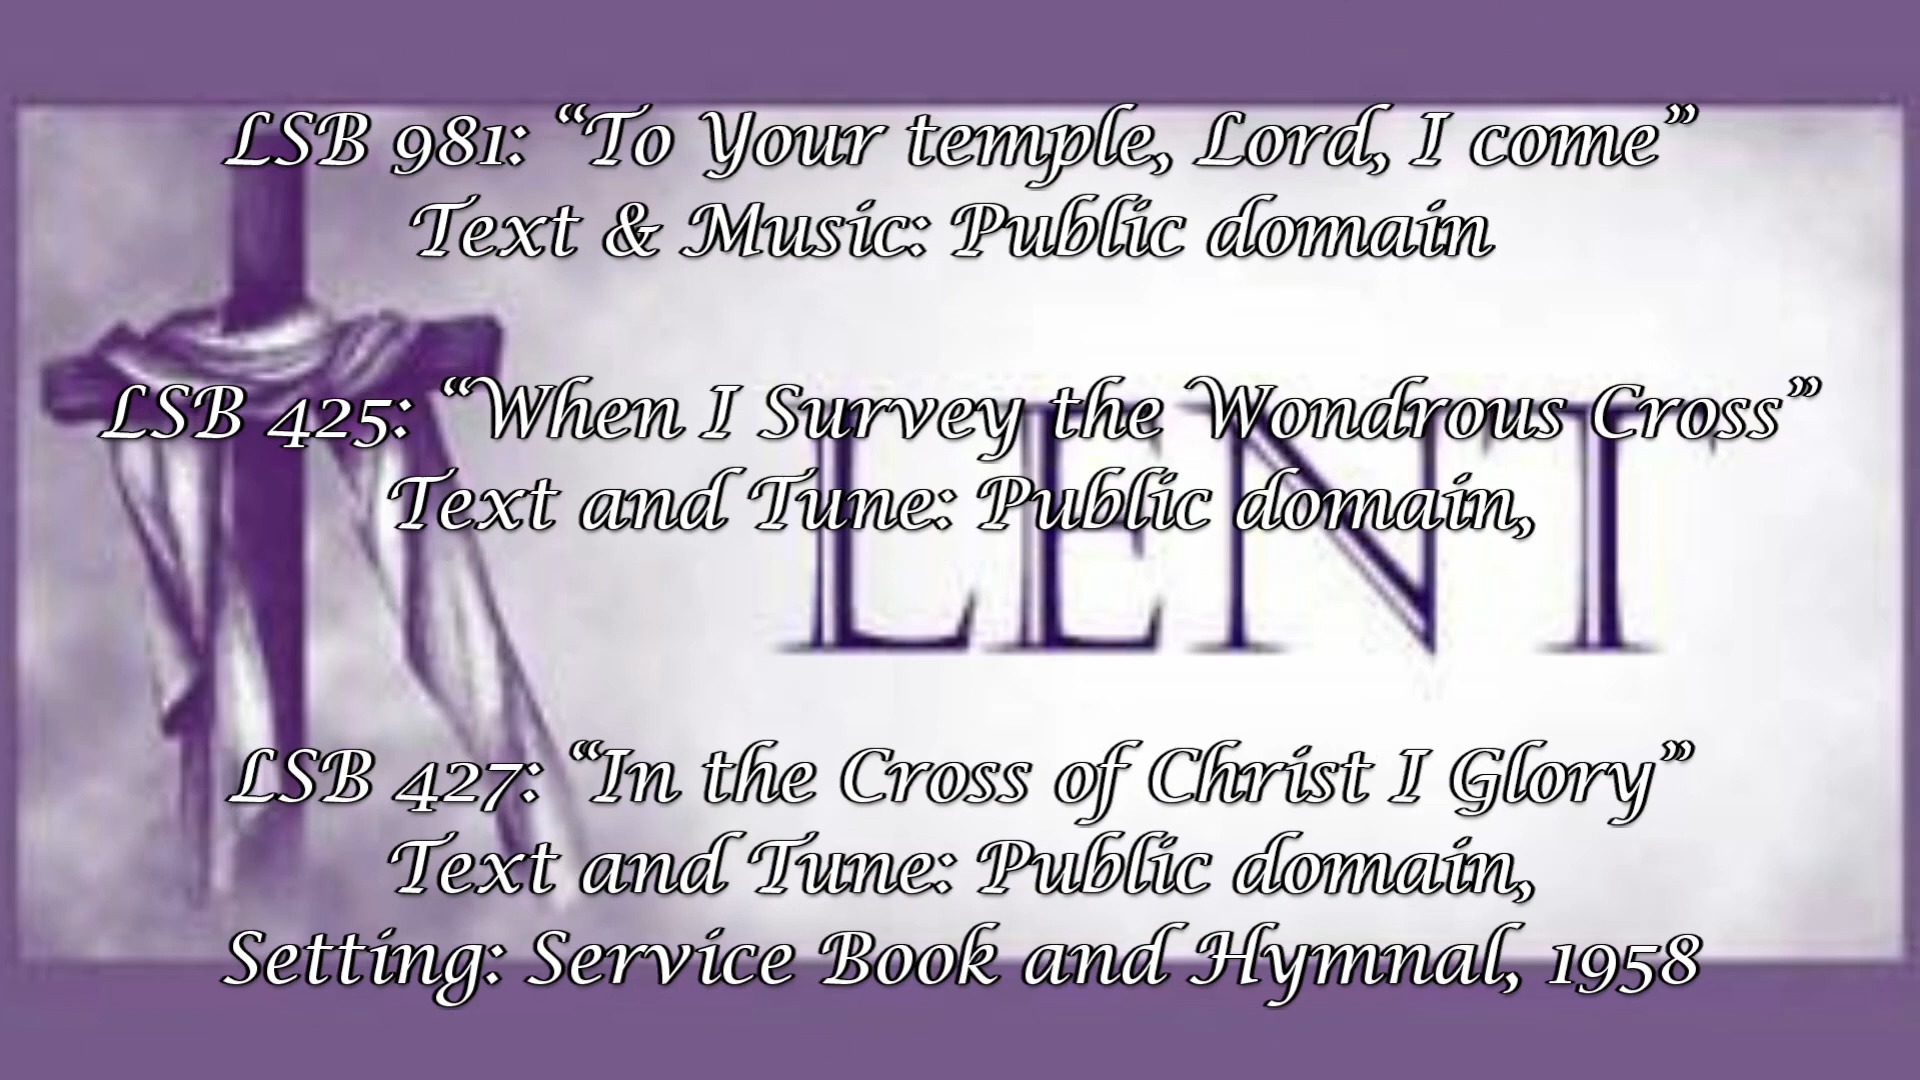 LSB 981: “To Your temple, Lord, I come”
Text & Music: Public domain
LSB 425: “When I Survey the Wondrous Cross”
Text and Tune: Public domain,
LENT
LSB 427: “In the Cross of Christ I Glory”
Text and Tune: Public domain,
Setting: Service Book and Hymnal, 1958